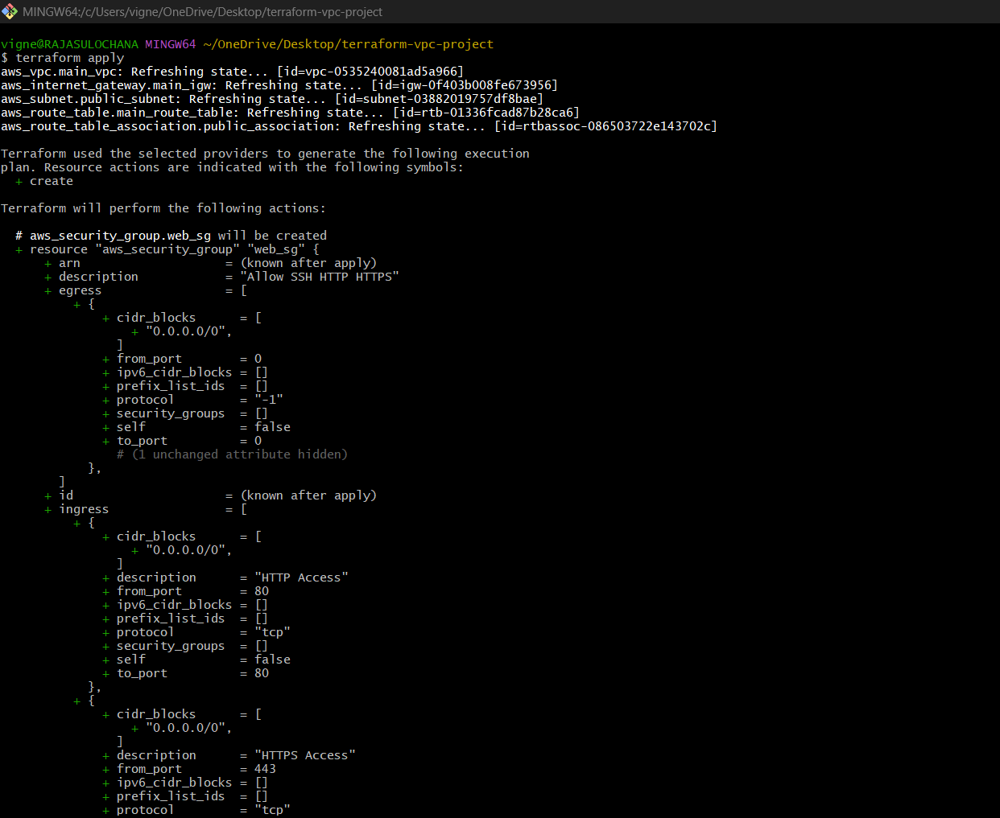 MINGW64:/c/Users/vigne/OneDrive/Desktop/terraform-vpc-project
vigne@RAJASULOCHANA MINGW64 ~/OneDrive/Desktop/terraform-vpc-project
$ terraform apply
aws_vpc.main_vpc: Refreshing state... [id=vpc-0535240081ad5a966]
aws_internet_gateway.main_igw: Refreshing state... [id=igw-0f403b008fe673956]
aws_subnet.public_subnet: Refreshing state... [id=subnet-03882019757df8bae]
aws_route_table.main_route_table: Refreshing state... [id=rtb-01336fcad87b28ca6]
aws_route_table_association.public_association: Refreshing state... [id=rtbassoc-086503722e143702c]
Terraform used the selected providers to generate the following execution
plan. Resource actions are indicated with the following symbols:
  + create
Terraform will perform the following actions:
  # aws_security_group.web_sg will be created
  + resource "aws_security_group" "web_sg" {
      + arn                    = (known after apply)
      + description            = "Allow SSH HTTP HTTPS"
      + egress                 = [
          + {
              + cidr_blocks      = [
                  + "0.0.0.0/0",
                ]
              + from_port        = 0
              + ipv6_cidr_blocks = []
              + prefix_list_ids  = []
              + protocol         = "-1"
              + security_groups  = []
              + self             = false
              + to_port          = 0
                # (1 unchanged attribute hidden)
            },
        ]
      + id                     = (known after apply)
      + ingress                = [
          + {
              + cidr_blocks      = [
                  + "0.0.0.0/0",
                ]
              + description      = "HTTP Access"
              + from_port        = 80
              + ipv6_cidr_blocks = []
              + prefix_list_ids  = []
              + protocol         = "tcp"
              + security_groups  = []
              + self             = false
              + to_port          = 80
            },
          + {
              + cidr_blocks      = [
                  + "0.0.0.0/0",
                ]
              + description      = "HTTPS Access"
              + from_port        = 443
              + ipv6_cidr_blocks = []
              + prefix_list_ids  = []
              + protocol         = "tcp"